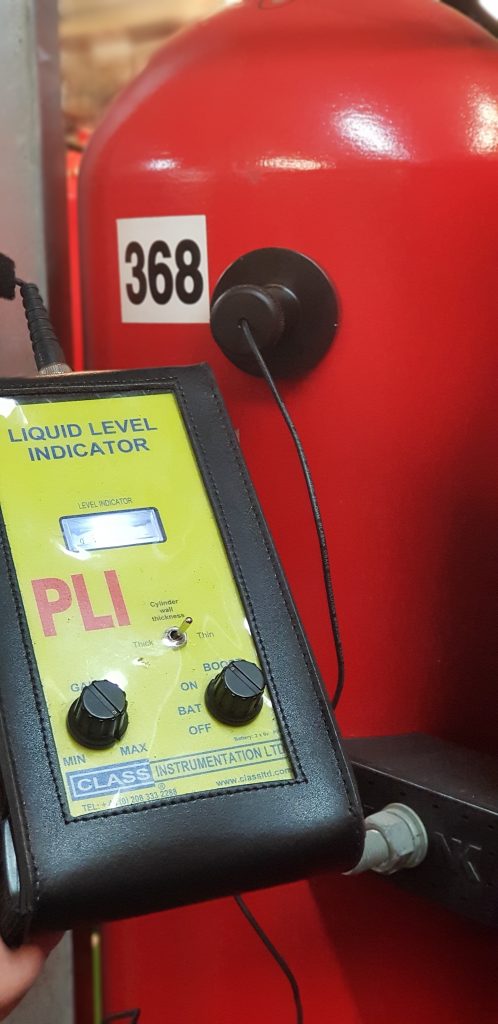 368
LIQUID LEVEL
INDICATOR
LEVEL INDICATOR
PLI
Cylinder
wall
thickness
Thick
Thin
ON
BAT
OFF
MIN
MAX
CLASS INSTRUMENTATION LTD
www.classltd.com